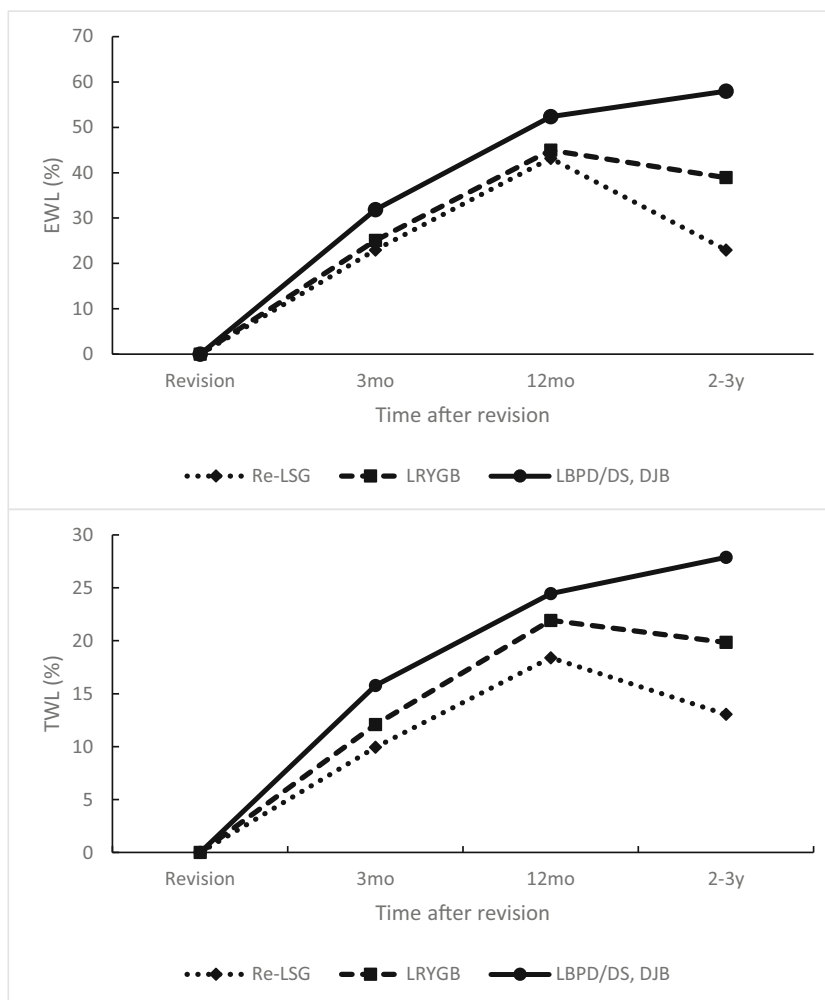 70
60
50
40
30
20
10
0
EWL (%)
Revision 3mo 12mo 2-3y
Time after revision
Re-LSG LRYGB LBPD/DS, DJB
30
25
20
15
10
5
0
TWL (%)
Revision 3mo 12mo 2-3y
Time after revision
Re-LSG LRYGB LBPD/DS, DJB